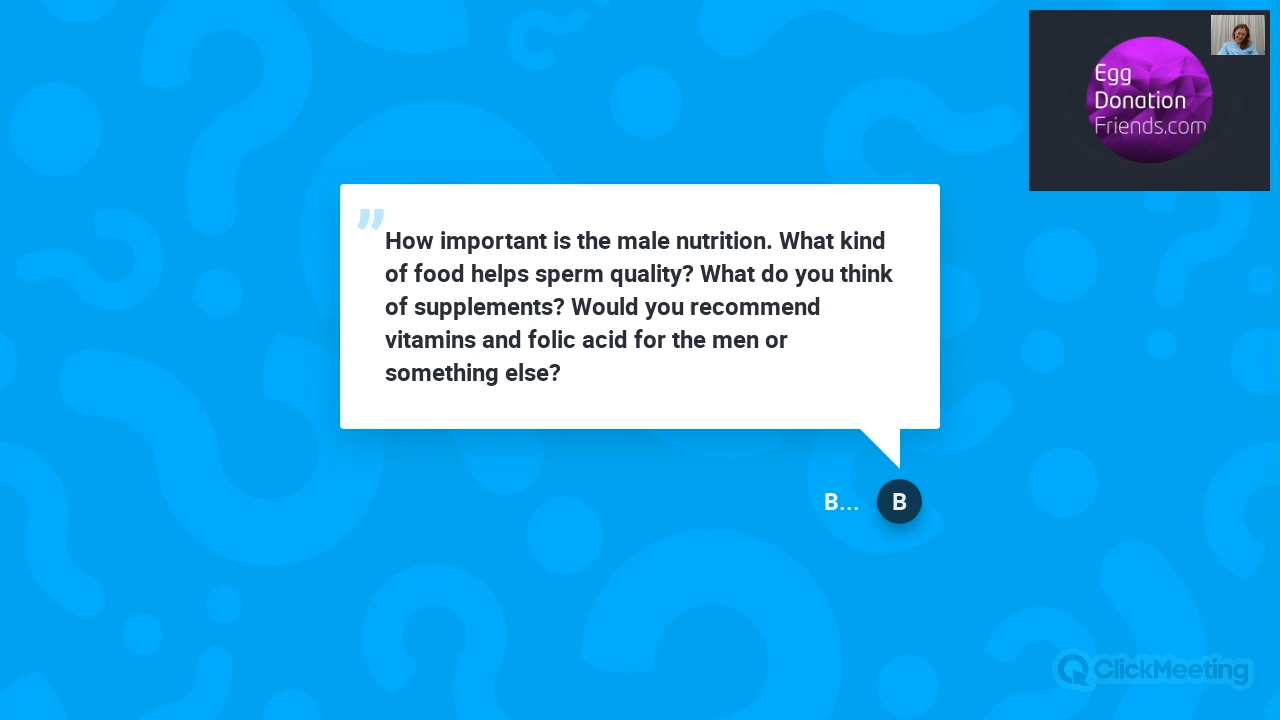 Egg
Donation
Friends.com
How important is the male nutrition. What kind
of food helps sperm quality? What do you think
of supplements? Would you recommend
vitamins and folic acid for the men or
something else?
B... B
ClickMeeting